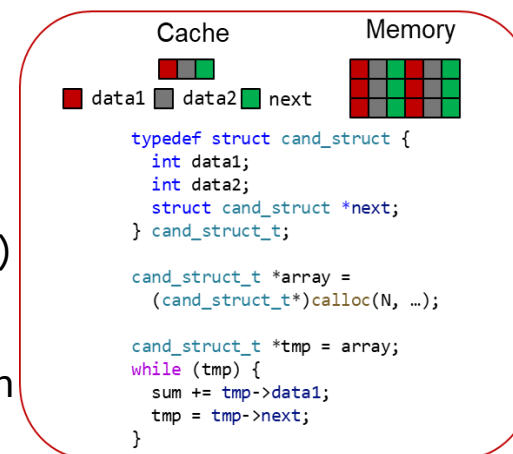 Cache Memory
data1 data2 next
typedef struct cand_struct {
int data1;
int data2;
struct cand_struct *next;
} cand_struct_t;
)
cand_struct_t *array =
(cand_struct_t*)calloc(N, …);
cand_struct_t *tmp = array;
while (tmp) {
n
sum += tmp->data1;
tmp = tmp->next;
}